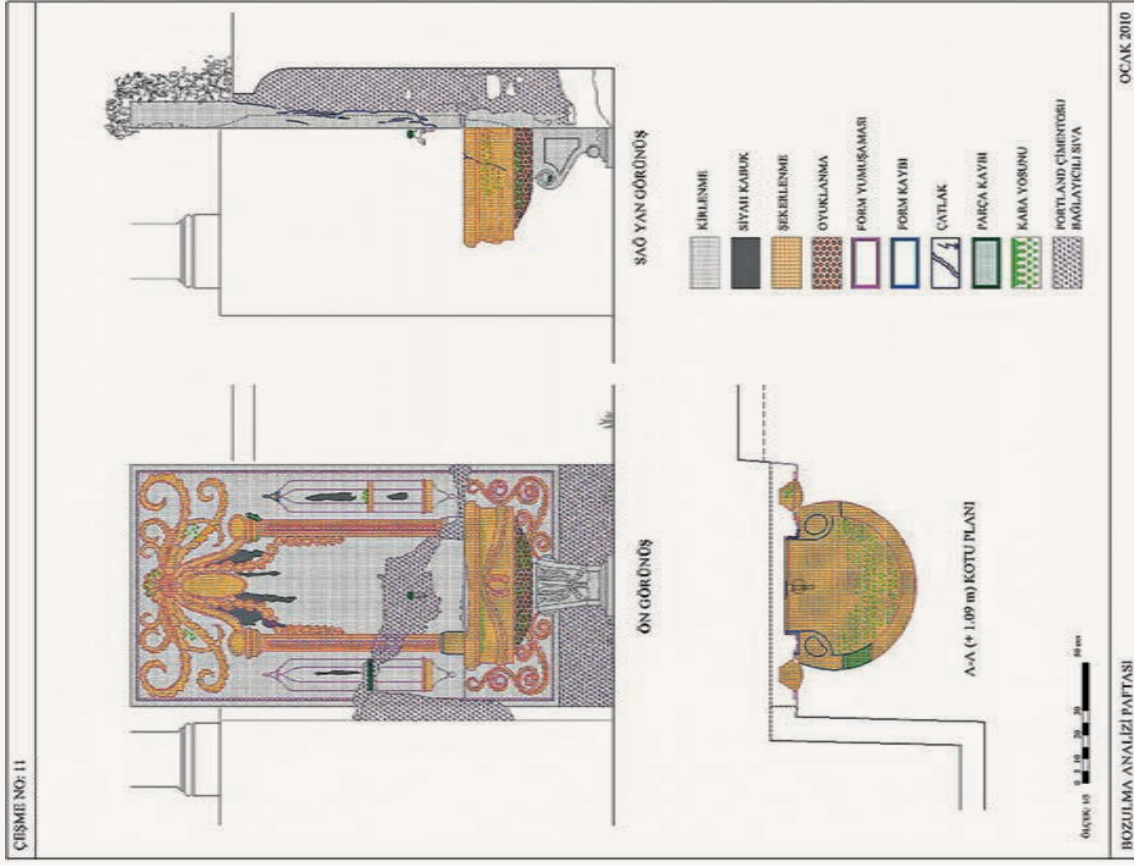 ÇEŞME NO: 11
ÖN GÖRÜNÜŞ
SAĞ YAN GÖRÜNÜŞ
A-A (+ 1.09 m) KOTU PLANI
KİRLENME
SİYAH KABUK
ŞEKERLENME
OYUKLANMA
FORM YUMUŞAMASI
FORM KAYBI
ÇATLAK
PARÇA KAYBI
KARA YOSUNU
PORTLAND ÇİMENTOSU
BAĞLAYICILI SIVA
BOZULMA ANALİZİ PAFTASI
OCAK 2010